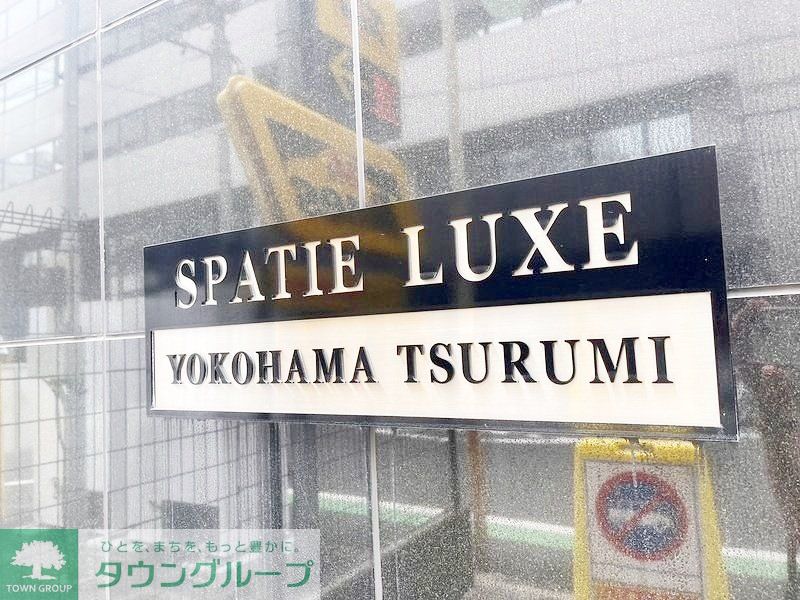 SPATIE LUXE
YOKOHAMA TSURUMI
ひとを、まちを、もっと豊かに。
タウングループ
TOWN GROUP